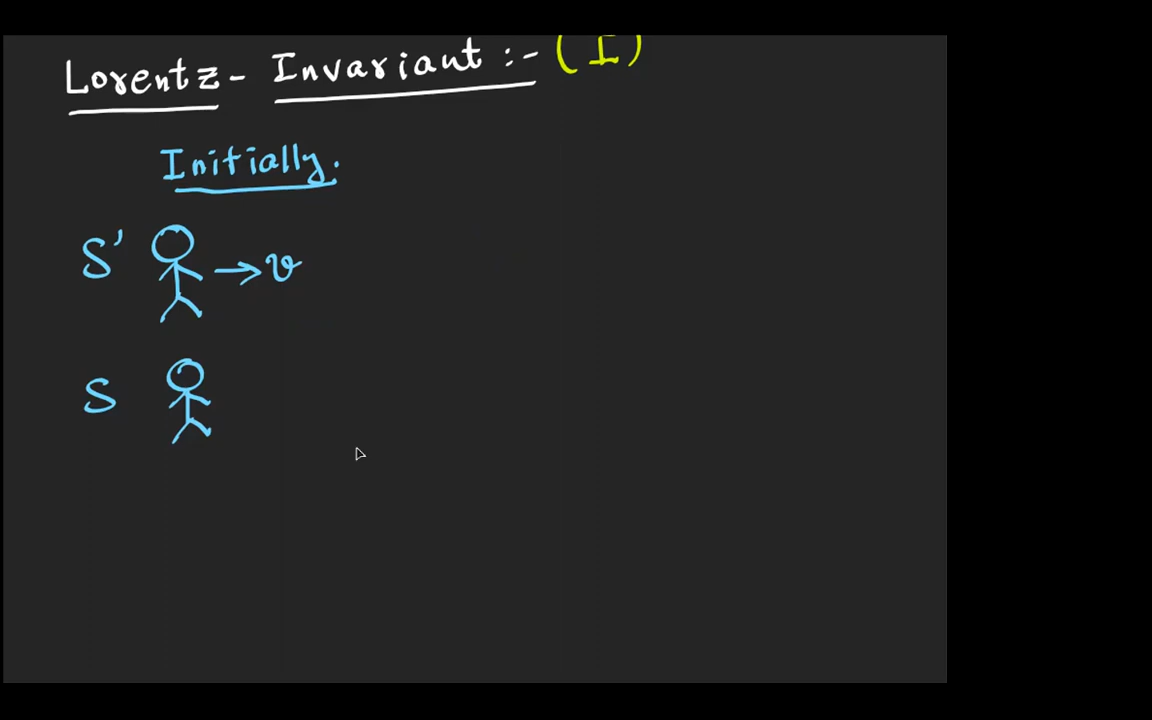 Lorentz- Invariant :- (I)
Initially.
S' → v
S